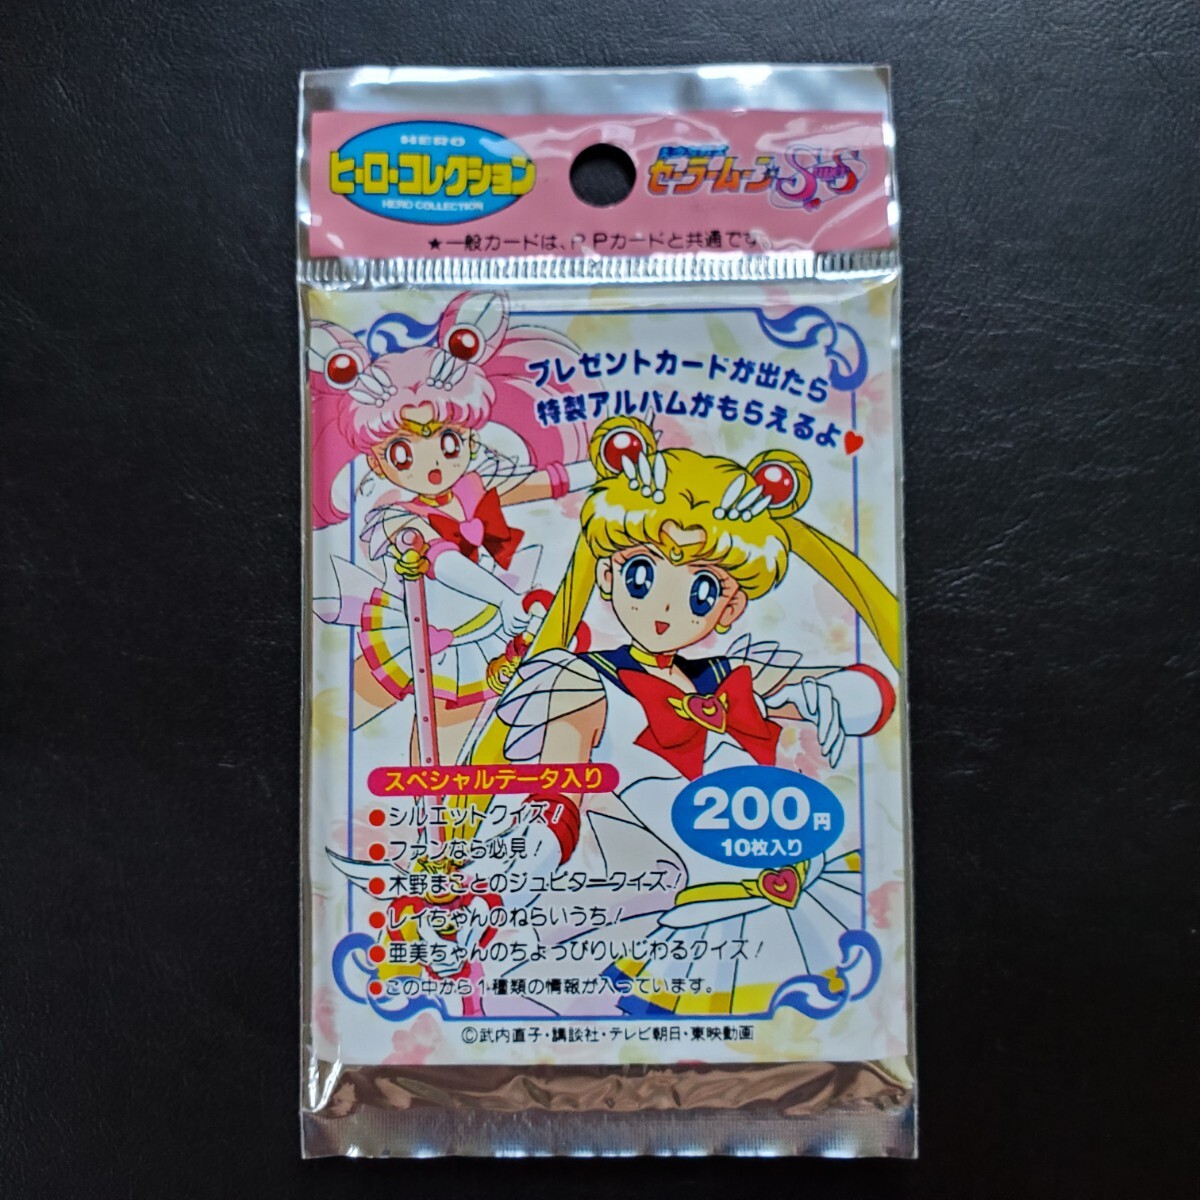 HERO
ヒーローコレクション
HERO COLLECTION
セーラームーン
SuperS
★一般カードは、PPカードと共通です。
プレゼントカードが出たら
特製アルバムがもらえるよ♥
スペシャルデータ入り
●シルエットクイズ!
●ファンなら必見!
●木野まことのジュピタークイズ!
●レイちゃんのねらいうち!
●亜美ちゃんのちょっぴりいじわるクイズ!
●この中から1種類の情報が入っています。
200円
10枚入り
©武内直子・講談社・テレビ朝日・東映動画